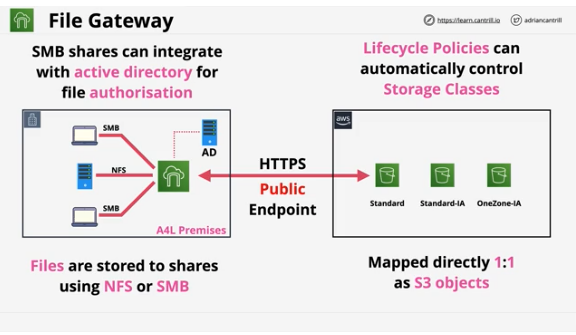 File Gateway
https://learn.cantrill.io
adriancantrill
SMB shares can integrate
with active directory for
file authorisation
Lifecycle Policies can
automatically control
Storage Classes
SMB
NFS
SMB
AD
A4L Premises
HTTPS
Public
Endpoint
aws
Standard
Standard-IA
OneZone-IA
Files are stored to shares
using NFS or SMB
Mapped directly 1:1
as S3 objects